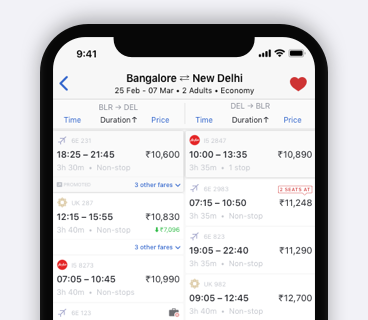 9:41
Bangalore ⇌ New Delhi
25 Feb - 07 Mar • 2 Adults • Economy
BLR → DEL
Time Duration ↑ Price
6E 231
18:25 – 21:45 ₹10,600
3h 30m • Non-stop
PROMOTED 3 other fares
UK 287
12:15 – 15:55 ₹10,830
3h 40m • Non-stop ₹7,096
3 other fares
I5 9273
07:05 – 10:45 ₹10,990
3h 40m • Non-stops
6E 123
DEL → BLR
Time Duration ↑ Price
I5 2847
10:00 – 13:35 ₹10,890
3h 35m • 1 stop
6E 2983
2 SEATS AT
07:15 – 10:50 ₹11,248
3h 35m • Non-stop
6E 623
19:05 – 22:40 ₹11,290
3h 35m • Non-stop
UK 982
09:05 – 12:45 ₹12,700
3h 40m • Non-stop